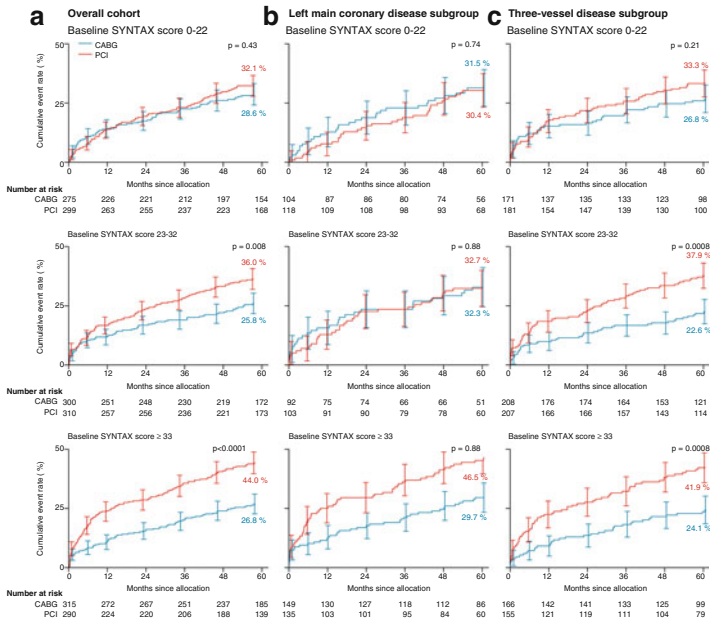 a Overall cohort b Left main coronary disease subgroup c Three-vessel disease subgroup
Baseline SYNTAX score 0-22 Baseline SYNTAX score 0-22 Baseline SYNTAX score 0-22
50 CABG p = 0.43 p = 0.74 p = 0.21
PCI 32.1 % 31.5 % 33.3 %
Cumulative event rate ( %)
25
28.6 % 30.4 % 26.8 %
0
0 12 24 36 48 60 0 12 24 36 48 60 0 12 24 36 48 60
Months since allocation Months since allocation Months since allocation
Number at risk
CABG 275 226 221 212 197 154 104 87 86 80 74 56 171 137 135 133 123 98
PCI 299 263 255 237 223 168 118 109 108 98 93 68 181 154 147 139 130 100
Baseline SYNTAX score 23-32 Baseline SYNTAX score 23-32 Baseline SYNTAX score 23-32
50 p = 0.008 p = 0.88 p = 0.0008
36.0 % 32.7 % 37.9 %
Cumulative event rate ( %)
25
25.8 % 32.3 % 22.6 %
0
0 12 24 36 48 60 0 12 24 36 48 60 0 12 24 36 48 60
Months since allocation Months since allocation Months since allocation
Number at risk
CABG 300 251 248 230 219 172 92 75 74 66 66 51 208 176 174 164 153 121
PCI 310 257 256 236 221 173 103 91 90 79 78 60 207 166 166 157 143 114
Baseline SYNTAX score ≥ 33 Baseline SYNTAX score ≥ 33 Baseline SYNTAX score ≥ 33
50 p<0.0001 p = 0.88 p = 0.0008
44.0 % 46.5 % 41.9 %
Cumulative event rate ( %)
25
26.8 % 29.7 % 24.1 %
0
0 12 24 36 48 60 0 12 24 36 48 60 0 12 24 36 48 60
Months since allocation Months since allocation Months since allocation
Number at risk
CABG 315 272 267 251 237 185 149 130 127 118 112 86 166 142 141 133 125 99
PCI 290 224 220 206 188 139 135 103 101 95 84 60 155 121 119 111 104 79